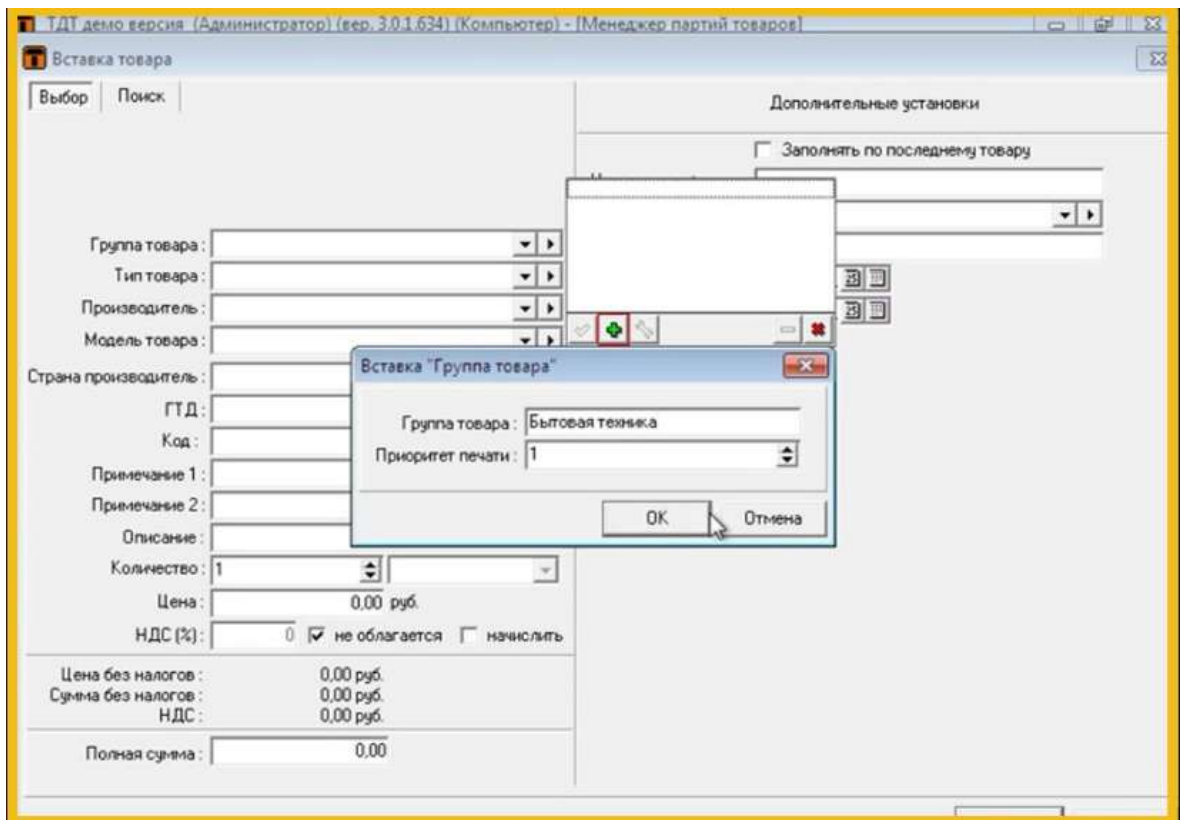 ТДТ демо версия (Администратор) (вер. 3.0.1.634) (Компьютер) - [Менеджер партий товаров]
Вставка товара
Выбор Поиск
Дополнительные установки
Заполнять по последнему товару
Группа товара :
Тип товара :
Производитель :
Модель товара :
Вставка "Группа товара"
Страна производитель :
ГТД :
Группа товара : Бытовая техника
Код :
Приоритет печати : 1
Примечание 1 :
Примечание 2 :
OK Отмена
Описание :
Количество : 1
Цена : 0,00 руб.
НДС (%) : 0 не облагается начислить
Цена без налогов : 0,00 руб.
Сумма без налогов : 0,00 руб.
НДС : 0,00 руб.
Полная сумма : 0,00